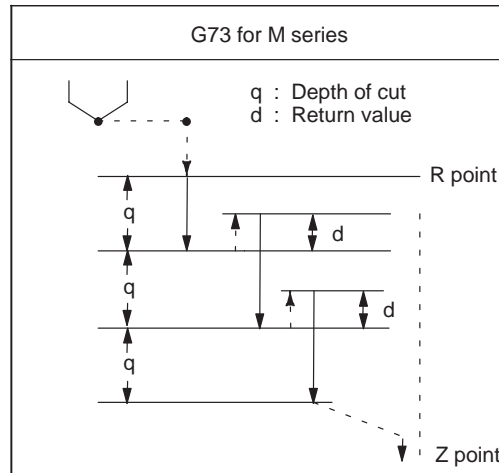 G73 for M series
q : Depth of cut
d : Return value
R point
q
d
q
d
q
Z point